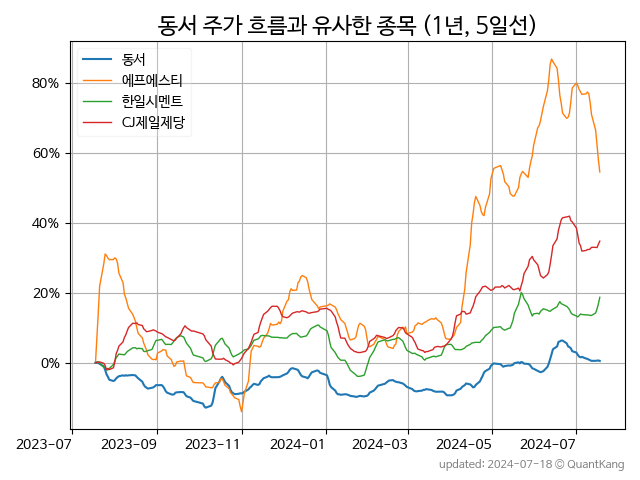 동서 주가 흐름과 유사한 종목 (1년, 5일선)
동서
에프에스티
한일시멘트
CJ제일제당
80%
60%
40%
20%
0%
2023-07 2023-09 2023-11 2024-01 2024-03 2024-05 2024-07
updated: 2024-07-18 © QuantKang